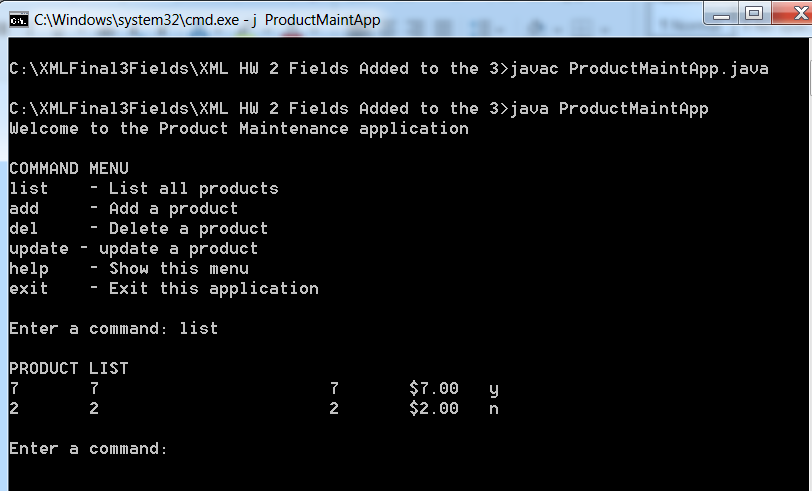 C:\Windows\system32\cmd.exe - j  ProductMaintApp
C:\XMLFinal3Fields\XML HW 2 Fields Added to the 3>javac ProductMaintApp.java
C:\XMLFinal3Fields\XML HW 2 Fields Added to the 3>java ProductMaintApp
Welcome to the Product Maintenance application
COMMAND MENU
list    - List all products
add     - Add a product
del     - Delete a product
update - update a product
help    - Show this menu
exit    - Exit this application
Enter a command: list
PRODUCT LIST
7       7                       7       $7.00   y
2       2                       2       $2.00   n
Enter a command: